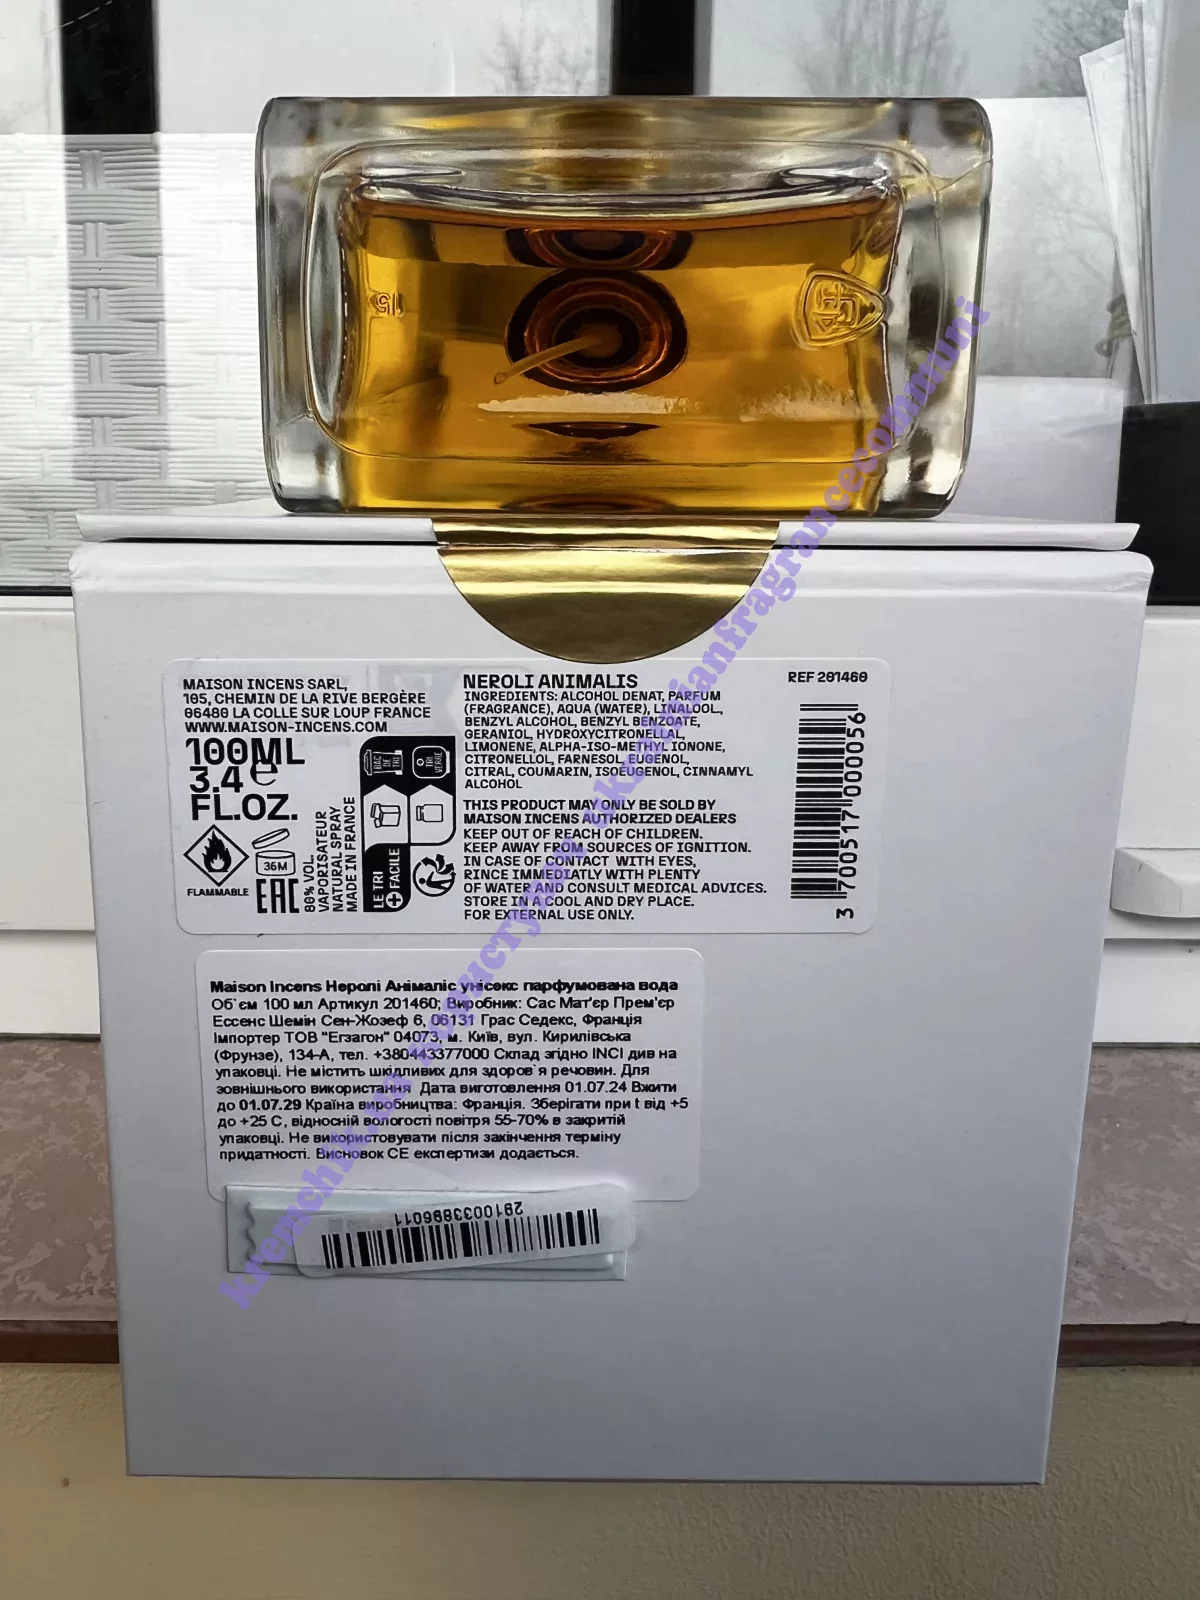 15
MAISON INCENS SARL,
105, CHEMIN DE LA RIVE BERGÈRE
06480 LA COLLE SUR LOUP FRANCE
WWW.MAISON-INCENS.COM
100ML
3.4 e
FL.OZ.
FLAMMABLE
36M
EAC
80% VOL.
VAPORISATEUR
NATURAL SPRAY
MADE IN FRANCE
BAC
DE
TRI
TRI
VERRE
LE TRI
+ FACILE
NEROLI ANIMALIS
INGREDIENTS: ALCOHOL DENAT, PARFUM
(FRAGRANCE), AQUA (WATER), LINALOOL,
BENZYL ALCOHOL, BENZYL BENZOATE,
GERANIOL, HYDROXYCITRONELLAL,
LIMONENE, ALPHA-ISO-METHYL IONONE,
CITRONELLOL, FARNESOL, EUGENOL,
CITRAL, COUMARIN, ISOEUGENOL, CINNAMYL
ALCOHOL
THIS PRODUCT MAY ONLY BE SOLD BY
MAISON INCENS AUTHORIZED DEALERS
KEEP OUT OF REACH OF CHILDREN.
KEEP AWAY FROM SOURCES OF IGNITION.
IN CASE OF CONTACT WITH EYES,
RINCE IMMEDIATLY WITH PLENTY
OF WATER AND CONSULT MEDICAL ADVICES.
STORE IN A COOL AND DRY PLACE.
FOR EXTERNAL USE ONLY.
REF 201460
3 700517 000056
Maison Incens Неролі Анімаліс унісекс парфумована вода
Об`єм 100 мл Артикул 201460; Виробник: Сас Мат'єр Прем'єр
Ессенс Шемін Сен-Жозеф 6, 06131 Грас Седекс, Франція
Імпортер ТОВ "Егзагон" 04073, м. Київ, вул. Кирилівська
(Фрунзе), 134-А, тел. +380443377000 Склад згідно INCI див на
упаковці. Не містить шкідливих для здоров`я речовин. Для
зовнішнього використання Дата виготовлення 01.07.24 Вжити
до 01.07.29 Країна виробництва: Франція. Зберігати при t від +5
до +25 С, відносній вологості повітря 55-70% в закритій
упаковці. Не використовувати після закінчення терміну
придатності. Висновок СЕ експертизи додається.
2910033896011
kremchik.ua користувач ukrainianfragrancecommuni